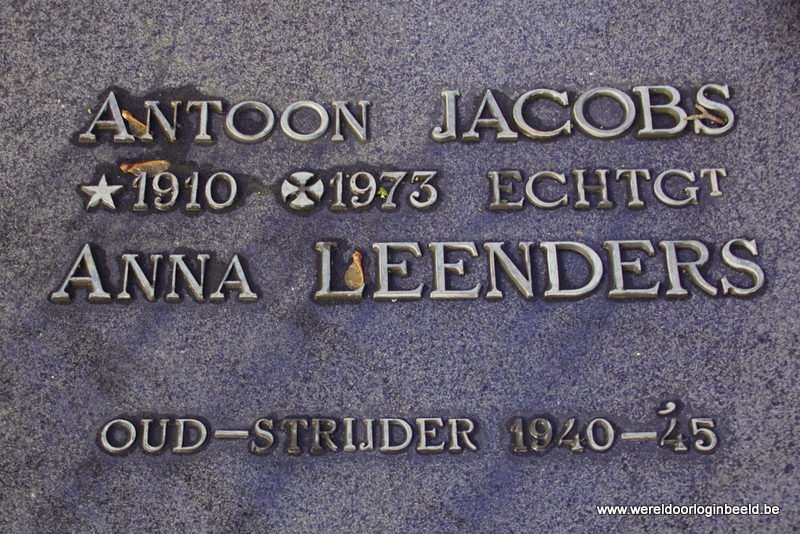 ANTOON JACOBS
★1910 ✠1973 ECHTGT
ANNA LEENDERS
OUD-STRIJDER 1940-'45
www.wereldoorloginbeeld.be